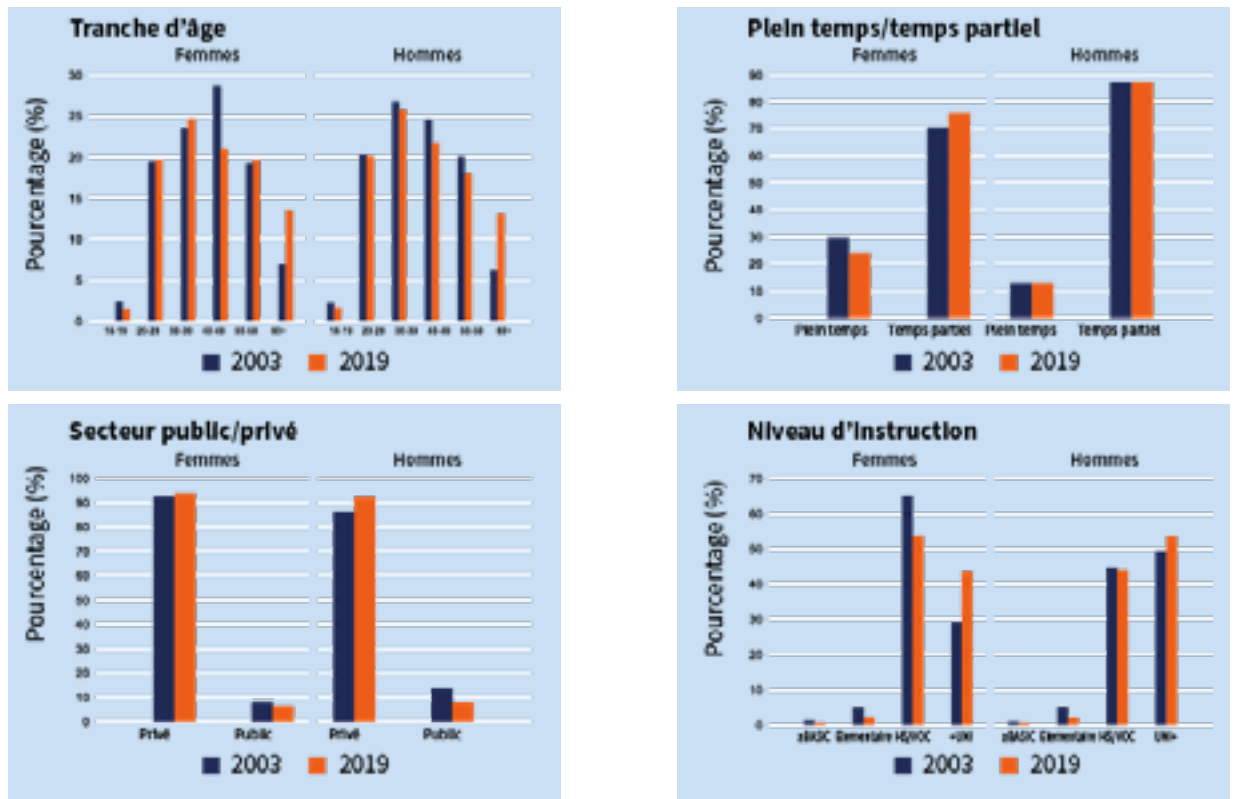 Tranche d'âge
Femmes Hommes
Pourcentage (%)
30
25
20
15
10
5
0
2003 2019
Plein temps/temps partiel
Femmes Hommes
Pourcentage (%)
90
80
70
60
50
40
30
20
10
0
Plein temps Temps partiel Plein temps Temps partiel
2003 2019
Secteur public/privé
Femmes Hommes
Pourcentage (%)
100
90
80
70
60
50
40
30
20
10
0
Privé Public Privé Public
2003 2019
Niveau d'instruction
Femmes Hommes
Pourcentage (%)
70
60
50
40
30
20
10
0
Elementaire HS/VOC +UNI Elementaire HS/VOC UNI+
2003 2019